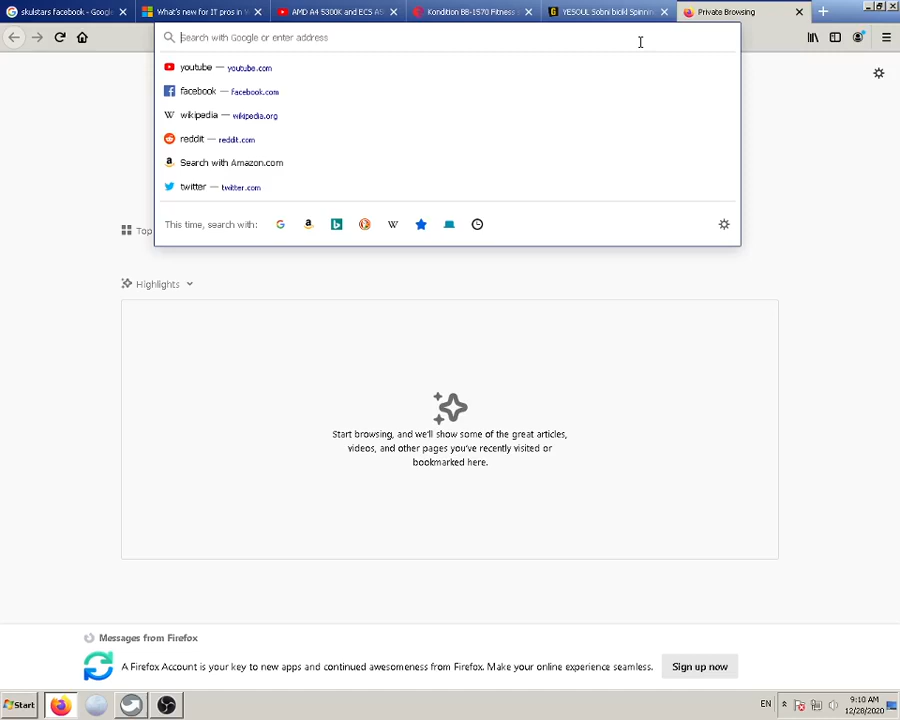 skulstars facebook - Googl
What's new for IT pros in W
AMD A4 5300K and ECS A5
Kondition BB-1570 Fitness
YESOUL Sobni bicikl Spinnin
Private Browsing
Search with Google or enter address
youtube — youtube.com
facebook — facebook.com
wikipedia — wikipedia.org
reddit — reddit.com
Search with Amazon.com
twitter — twitter.com
This time, search with:
Top
Highlights
Start browsing, and we'll show some of the great articles,
videos, and other pages you've recently visited or
bookmarked here.
Messages from Firefox
A Firefox Account is your key to new apps and continued awesomeness from Firefox. Make your online experience seamless.
Sign up now
Start
EN
9:10 AM
12/28/2020